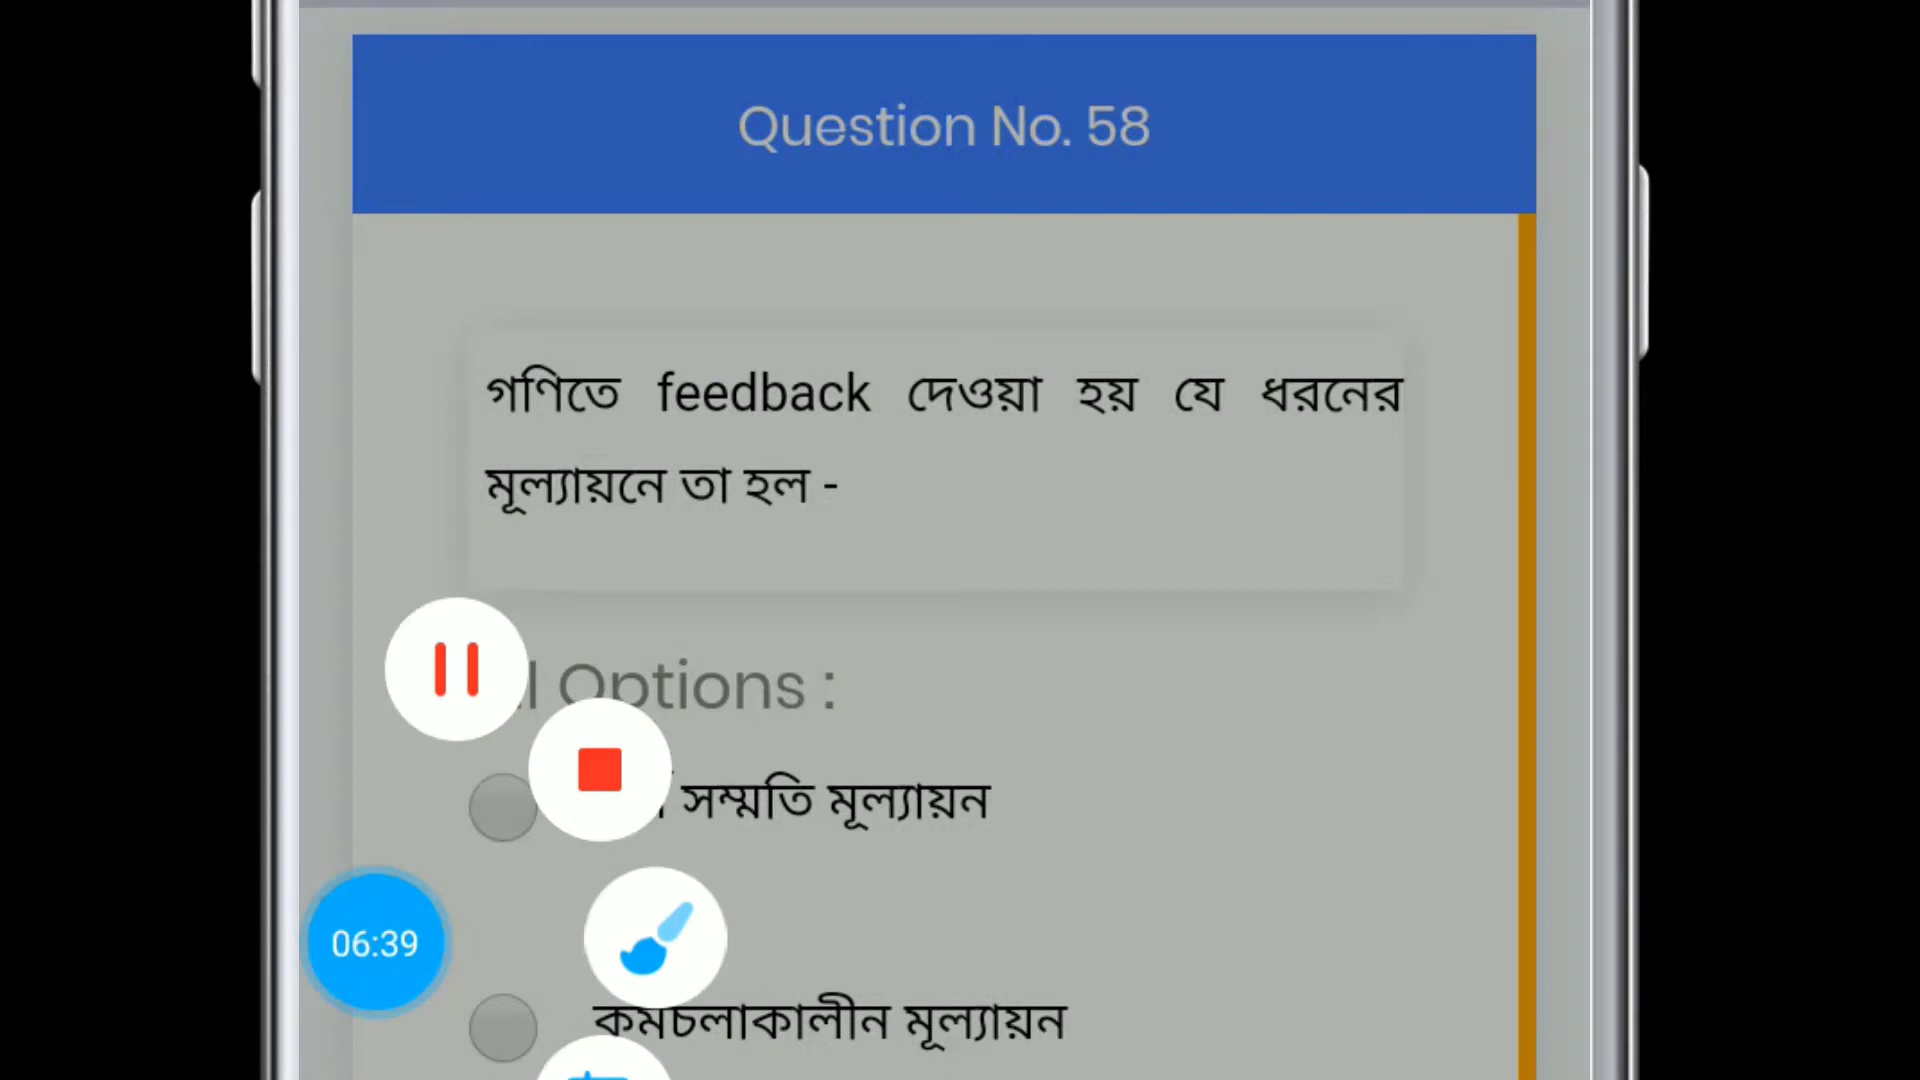 Question No. 58
গণিতে feedback দেওয়া হয় যে ধরনের
মূল্যায়নে তা হল -
Options :
সম্মতি মূল্যায়ন
06:39
কর্মচলাকালীন মূল্যায়ন